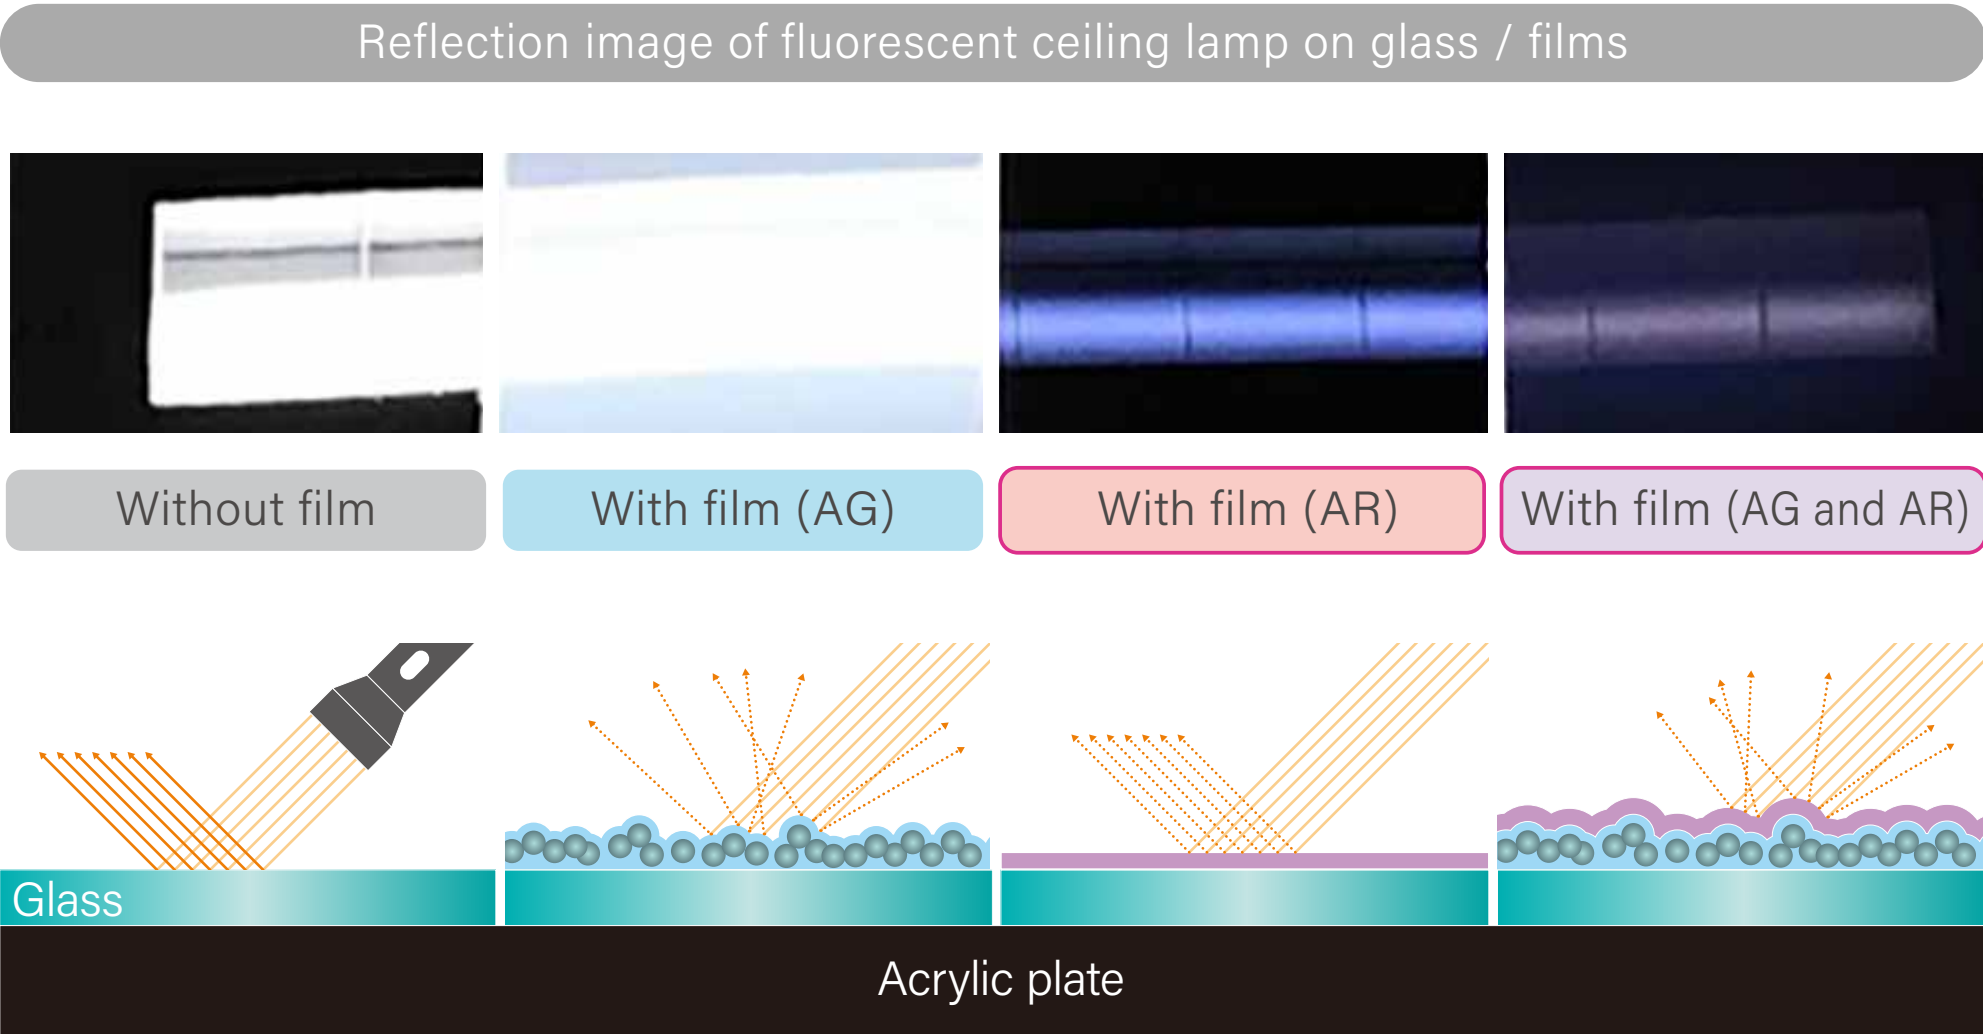 Reflection image of fluorescent ceiling lamp on glass / films
Without film
With film (AG)
With film (AR)
With film (AG and AR)
Glass
Acrylic plate